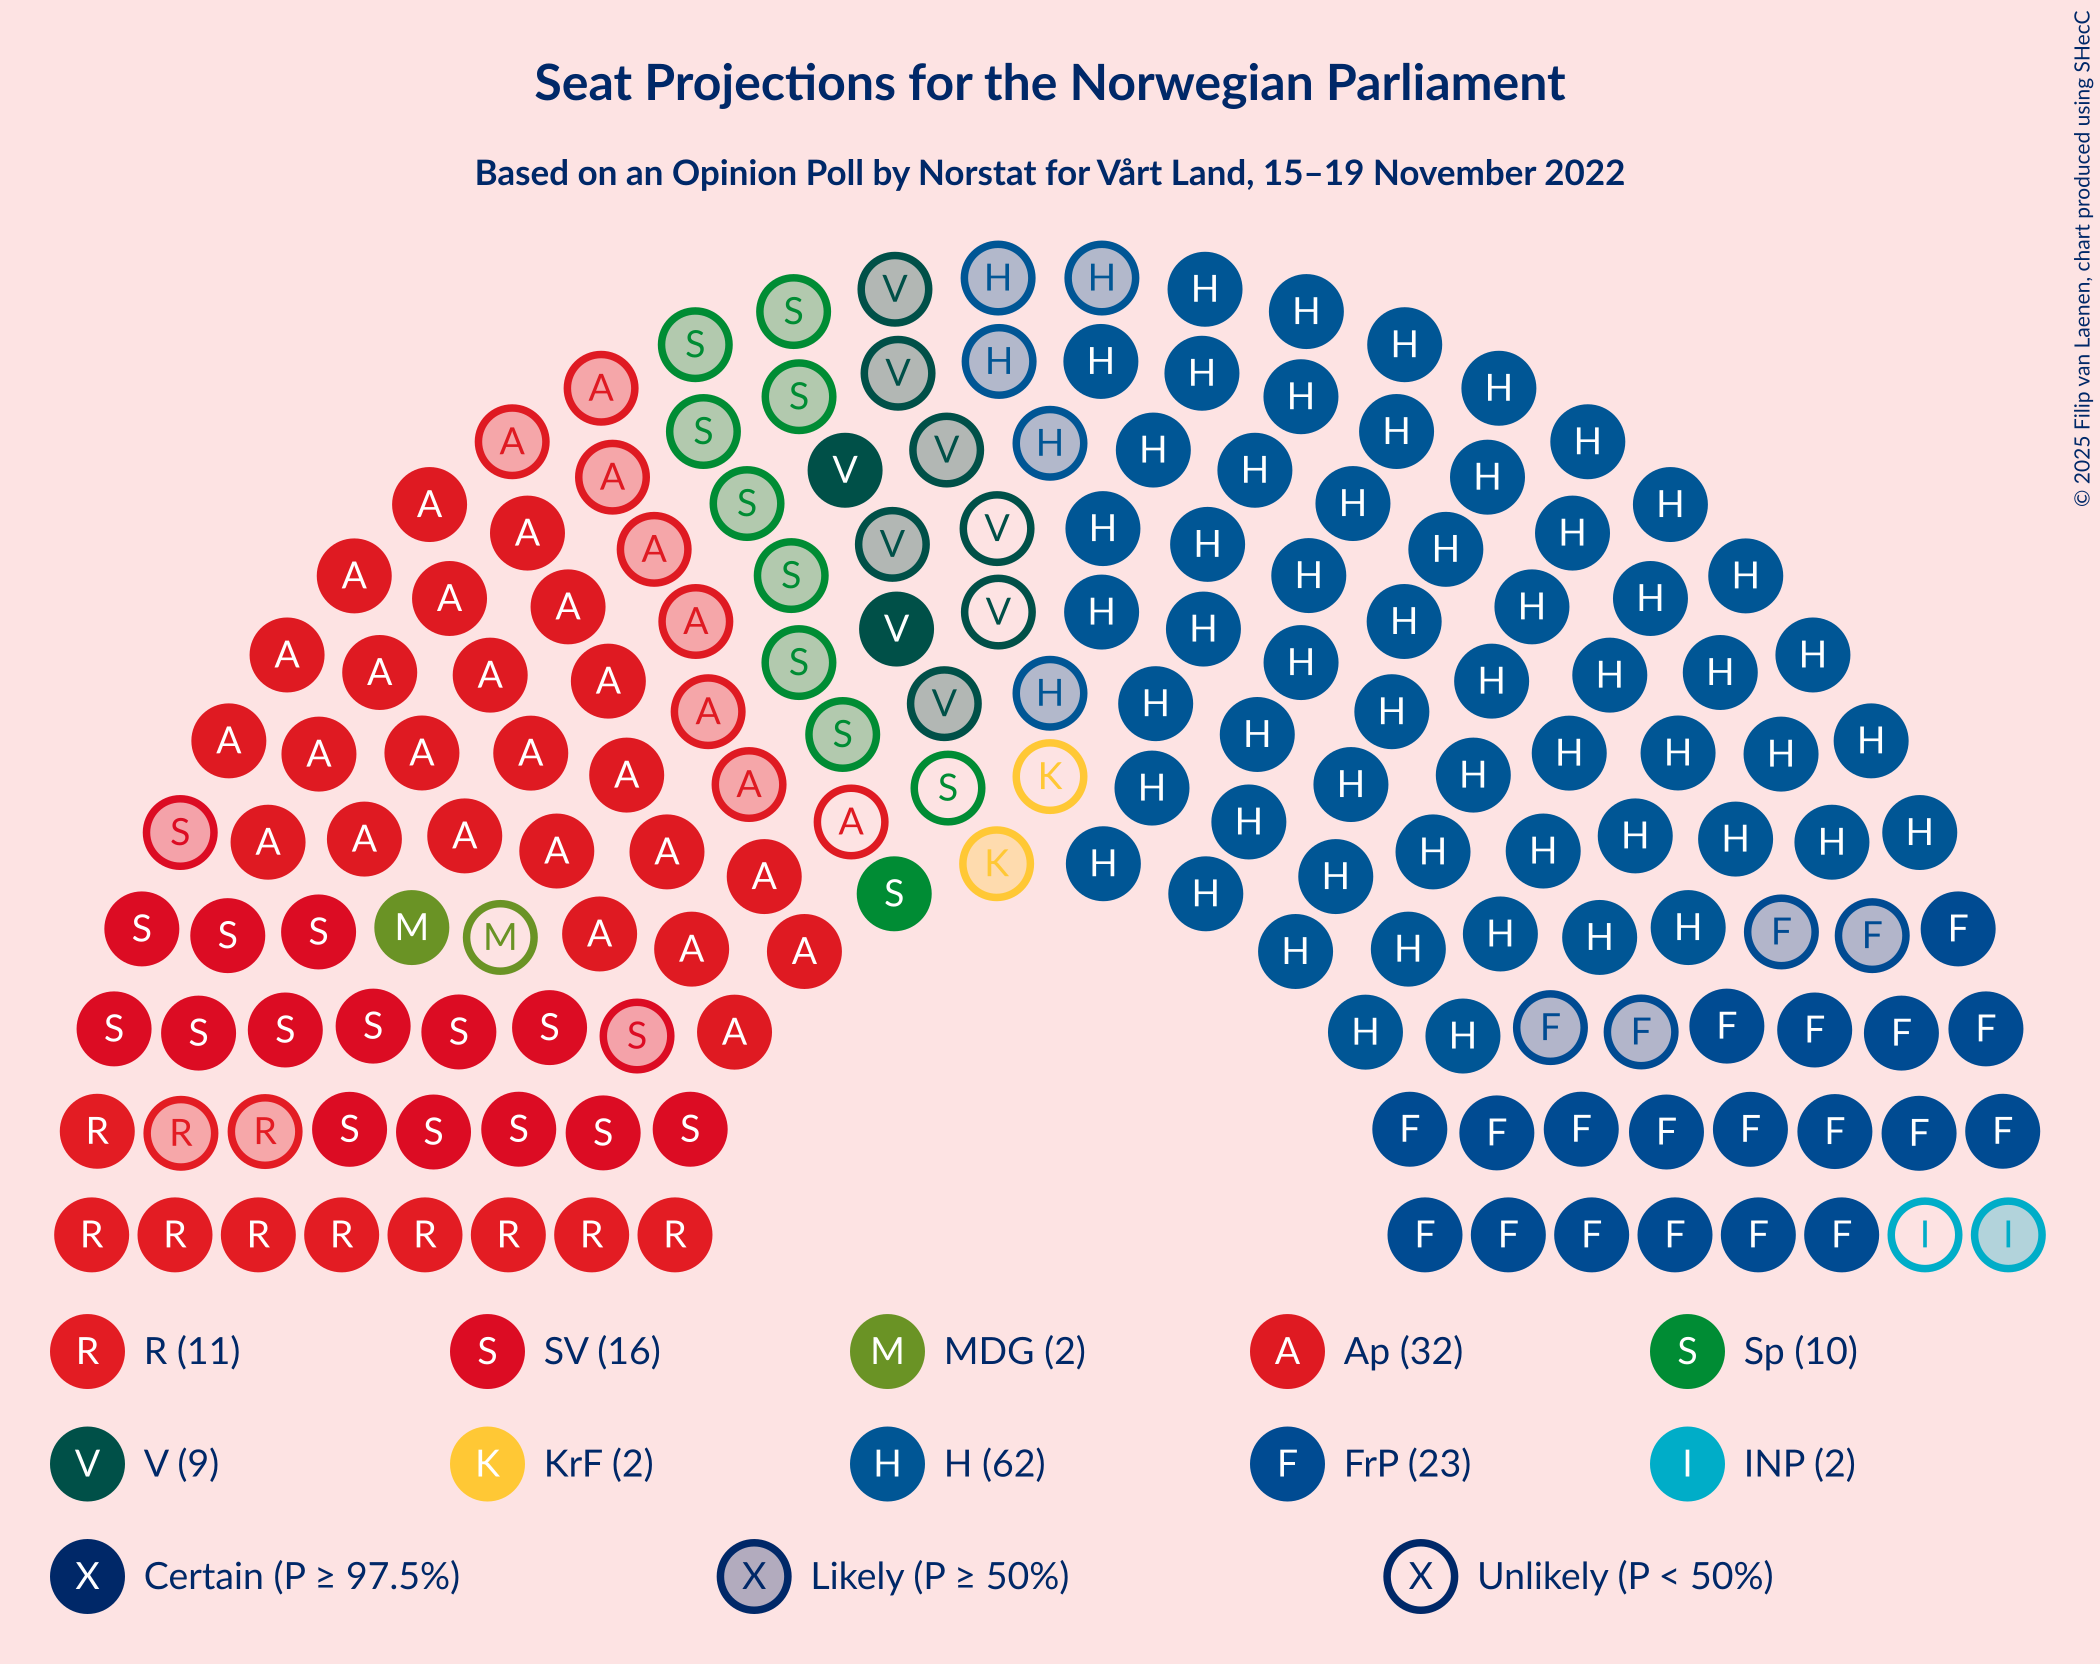 Seat Projections for the Norwegian Parliament
Based on an Opinion Poll by Norstat for Vårt Land, 15–19 November 2022
© 2025 Filip van Laenen, chart produced using SHecC
V H H H
S S H
S V H H H H
A S H
A S V V H H H H H
A A S H H H
A A S V V H H H H H
A A S H H H
A A A S V V H H H H H
A A A S V H H H H H
A A A A S H H H H H
A A A A A A S K H H H H H H H
S A A A A A A A H H H H H H H
A S K H H H
S S S M M A A A H H H H H F F F
S S S S S S S A H H F F F F F F
R R R S S S S S F F F F F F F F
R R R R R R R R F F F F F F I I
R R (11) S SV (16) M MDG (2) A Ap (32) S Sp (10)
V V (9) K KrF (2) H H (62) F FrP (23) I INP (2)
X Certain (P ≥ 97.5%) X Likely (P ≥ 50%) X Unlikely (P < 50%)